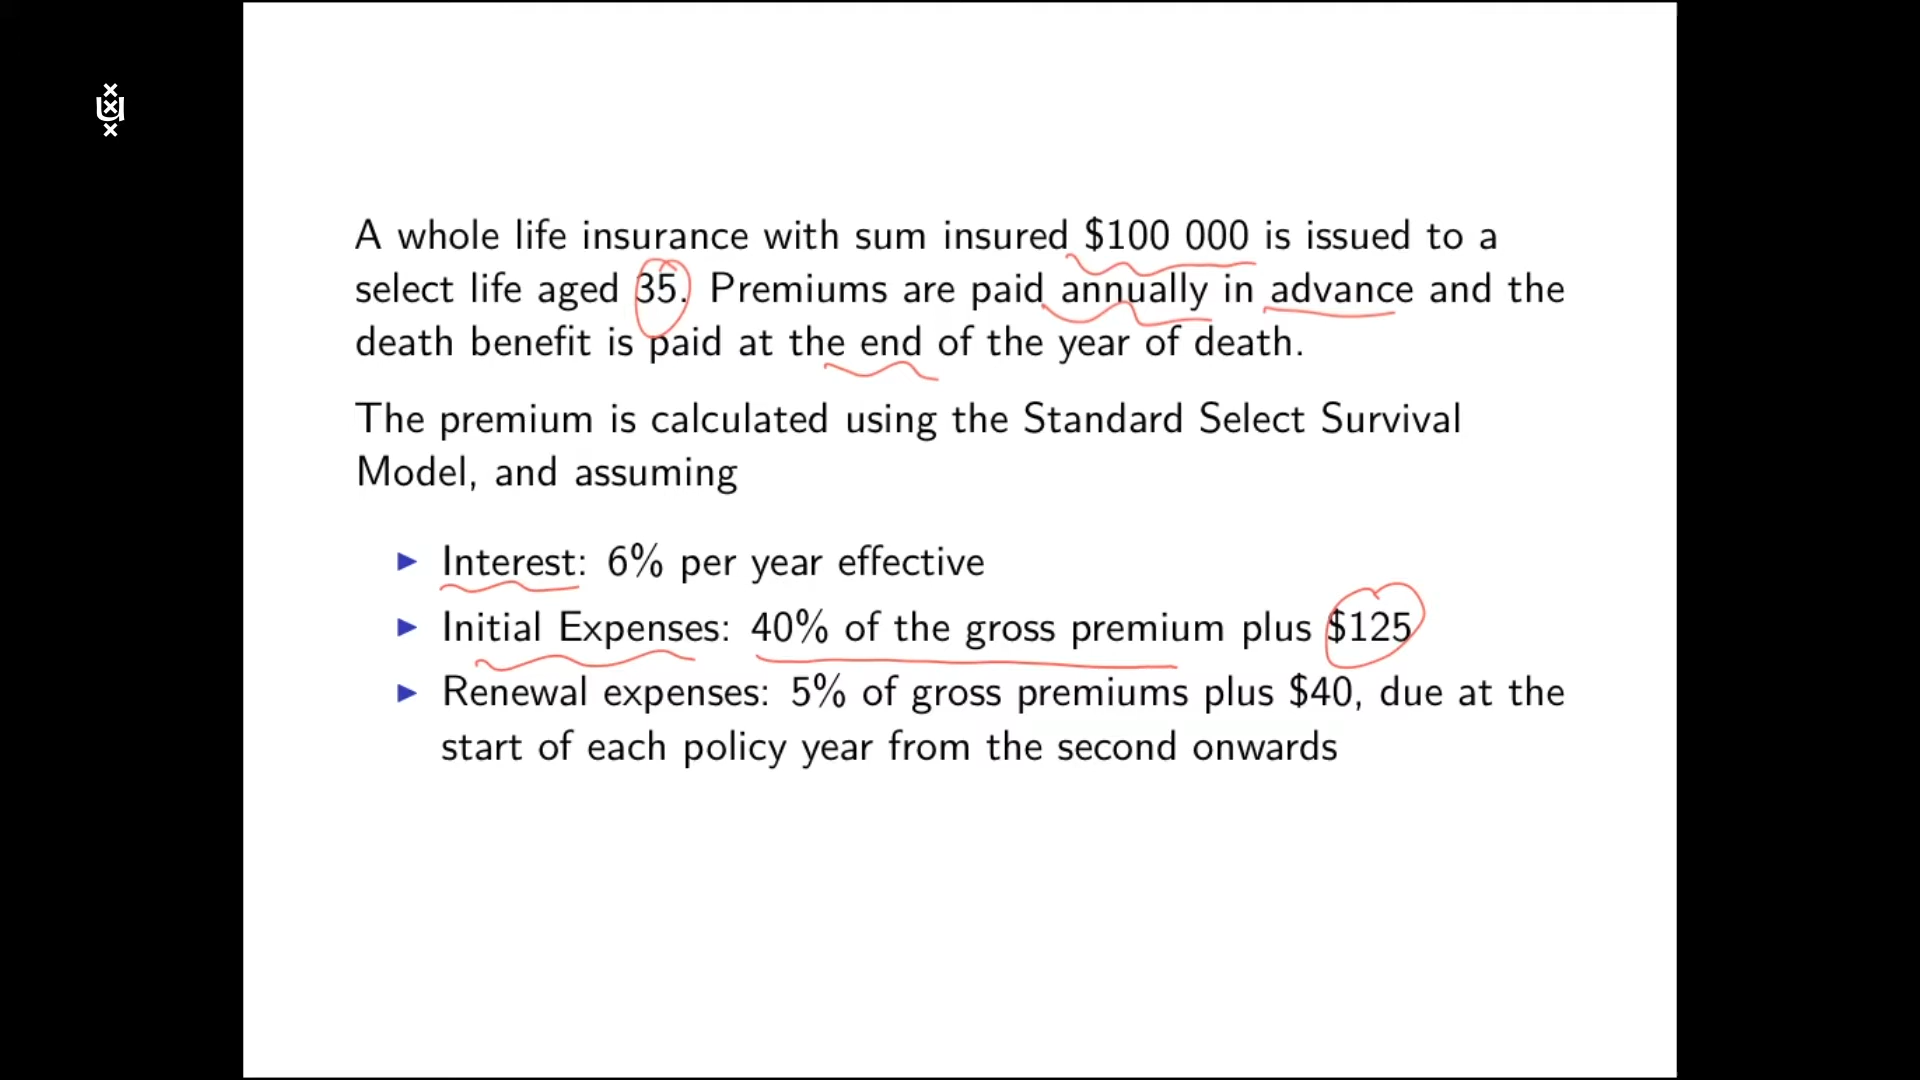 A whole life insurance with sum insured $100 000 is issued to a
select life aged 35. Premiums are paid annually in advance and the
death benefit is paid at the end of the year of death.
The premium is calculated using the Standard Select Survival
Model, and assuming
▶ Interest: 6% per year effective
▶ Initial Expenses: 40% of the gross premium plus $125
▶ Renewal expenses: 5% of gross premiums plus $40, due at the
start of each policy year from the second onwards